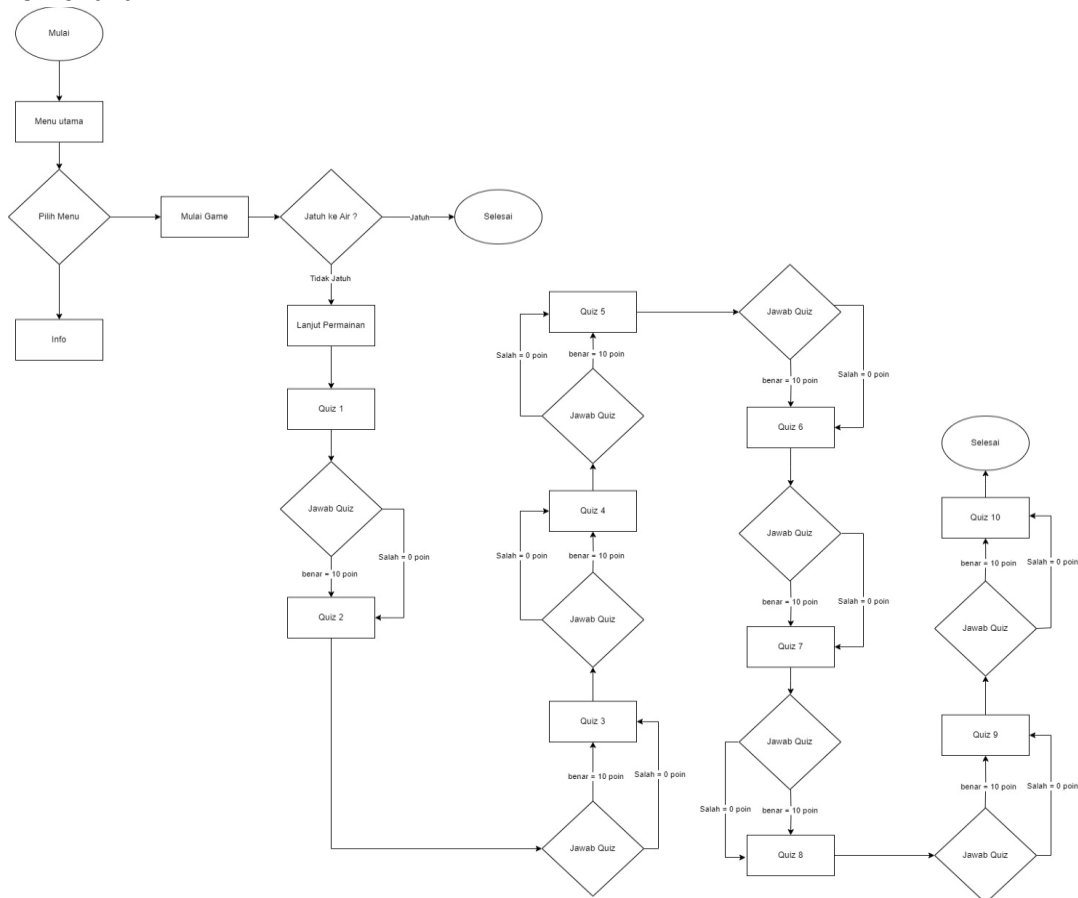 Mulai
Menu utama
Pilih Menu
Mulai Game
Jatuh ke Air ?
Jatuh
Selesai
Info
Tidak Jatuh
Lanjut Permainan
Quiz 1
Jawab Quiz
Salah = 0 poin
benar = 10 poin
Quiz 2
Jawab Quiz
benar = 10 poin
Salah = 0 poin
Quiz 3
Jawab Quiz
Salah = 0 poin
benar = 10 poin
Quiz 4
Jawab Quiz
Salah = 0 poin
benar = 10 poin
Quiz 5
Jawab Quiz
benar = 10 poin
Salah = 0 poin
Quiz 6
Jawab Quiz
benar = 10 poin
Salah = 0 poin
Quiz 7
Jawab Quiz
Salah = 0 poin
benar = 10 poin
Quiz 8
Jawab Quiz
benar = 10 poin
Salah = 0 poin
Quiz 9
Jawab Quiz
benar = 10 poin
Salah = 0 poin
Quiz 10
Selesai